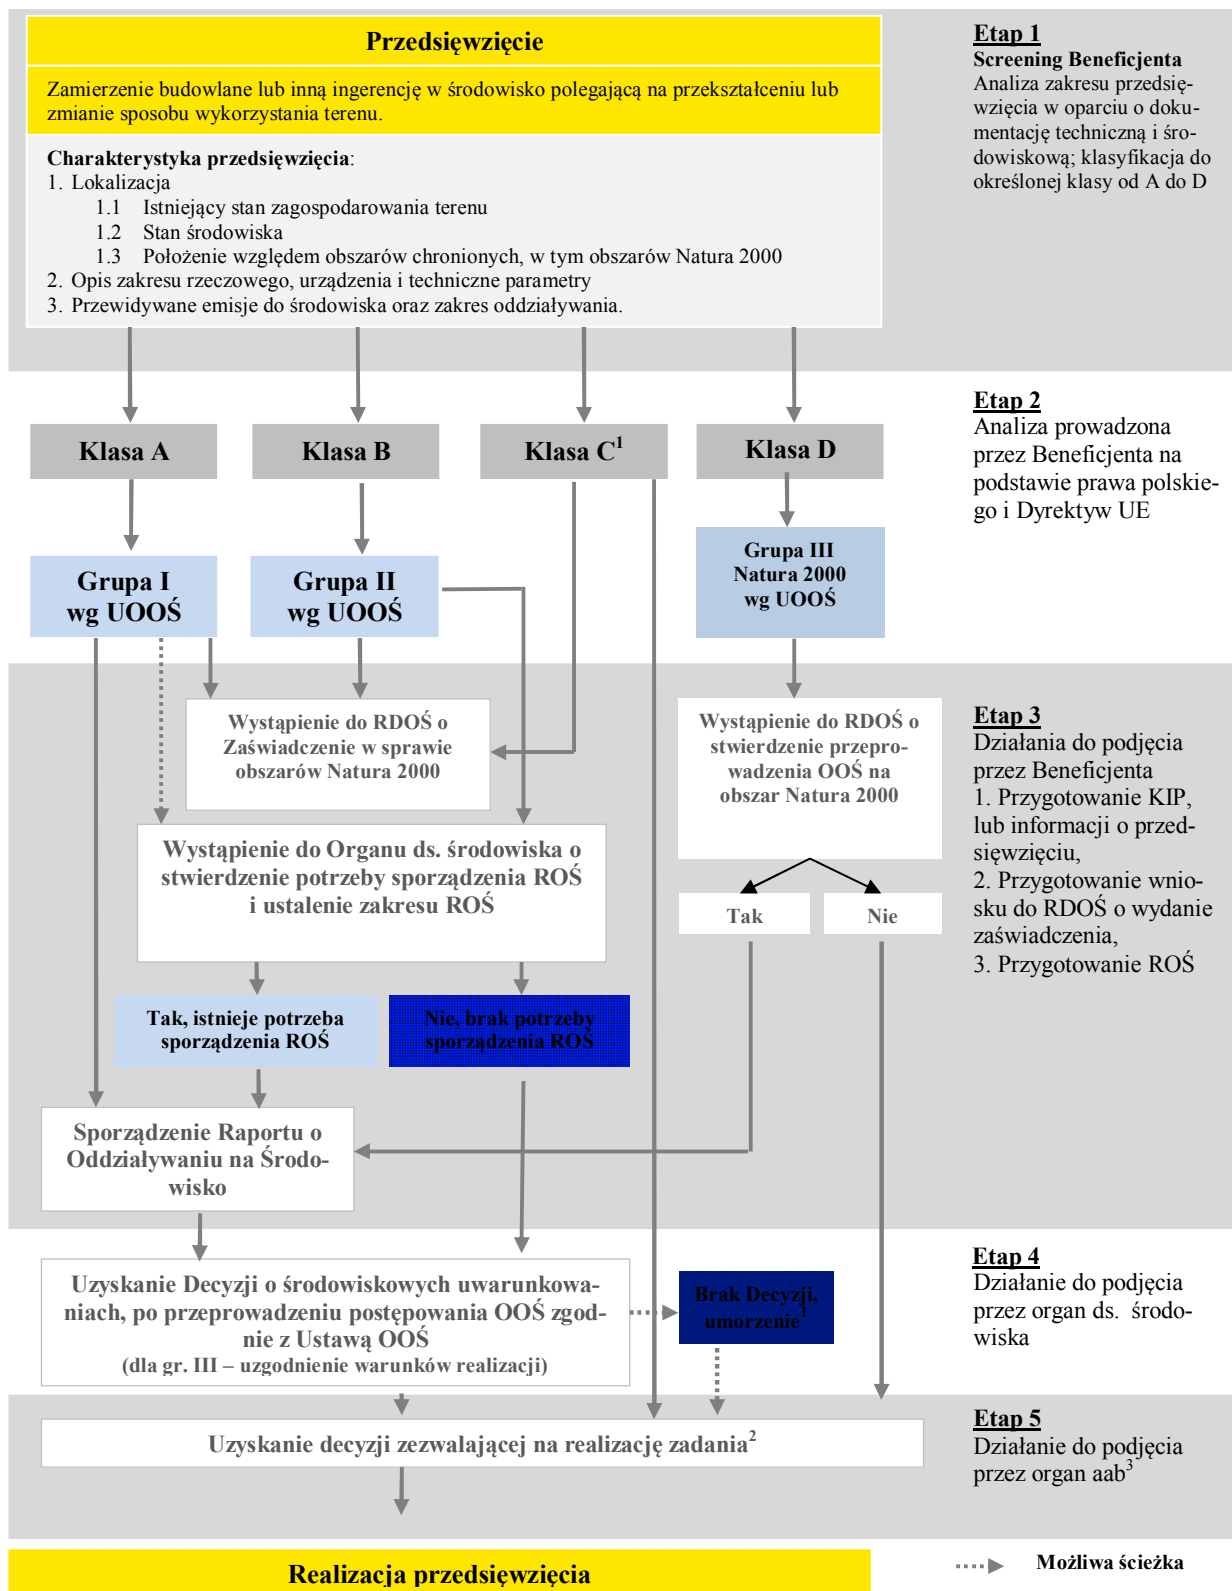 Przedsięwzięcie
Zamierzenie budowlane lub inną ingerencję w środowisko polegającą na przekształceniu lub
zmianie sposobu wykorzystania terenu.
Charakterystyka przedsięwzięcia:
1. Lokalizacja
1.1 Istniejący stan zagospodarowania terenu
1.2 Stan środowiska
1.3 Położenie względem obszarów chronionych, w tym obszarów Natura 2000
2. Opis zakresu rzeczowego, urządzenia i techniczne parametry
3. Przewidywane emisje do środowiska oraz zakres oddziaływania.
Etap 1
Screening Beneficjenta
Analiza zakresu przedsię-
wzięcia w oparciu o doku-
mentację techniczną i śro-
dowiskową; klasyfikacja do
określonej klasy od A do D
Klasa A
Klasa B
Klasa C¹
Klasa D
Etap 2
Analiza prowadzona
przez Beneficjenta na
podstawie prawa polskie-
go i Dyrektyw UE
Grupa I
wg UOOŚ
Grupa II
wg UOOŚ
Grupa III
Natura 2000
wg UOOŚ
Wystąpienie do RDOŚ o
Zaświadczenie w sprawie
obszarów Natura 2000
Wystąpienie do RDOŚ o
stwierdzenie przepro-
wadzenia OOŚ na
obszar Natura 2000
Etap 3
Działania do podjęcia
przez Beneficjenta
1. Przygotowanie KIP,
lub informacji o przed-
sięwzięciu,
2. Przygotowanie wnio-
sku do RDOŚ o wydanie
zaświadczenia,
3. Przygotowanie ROŚ
Wystąpienie do Organu ds. środowiska o
stwierdzenie potrzeby sporządzenia ROŚ
i ustalenie zakresu ROŚ
Tak
Nie
Tak, istnieje potrzeba
sporządzenia ROŚ
Nie, brak potrzeby
sporządzenia ROŚ
Sporządzenie Raportu o
Oddziaływaniu na Środo-
wisko
Uzyskanie Decyzji o środowiskowych uwarunkowa-
niach, po przeprowadzeniu postępowania OOŚ zgod-
nie z Ustawą OOŚ
(dla gr. III – uzgodnienie warunków realizacji)
Brak Decyzji,
umorzenie¹
Etap 4
Działanie do podjęcia
przez organ ds. środo-
wiska
Uzyskanie decyzji zezwalającej na realizację zadania²
Etap 5
Działanie do podjęcia
przez organ aab³
Realizacja przedsięwzięcia
Możliwa ścieżka